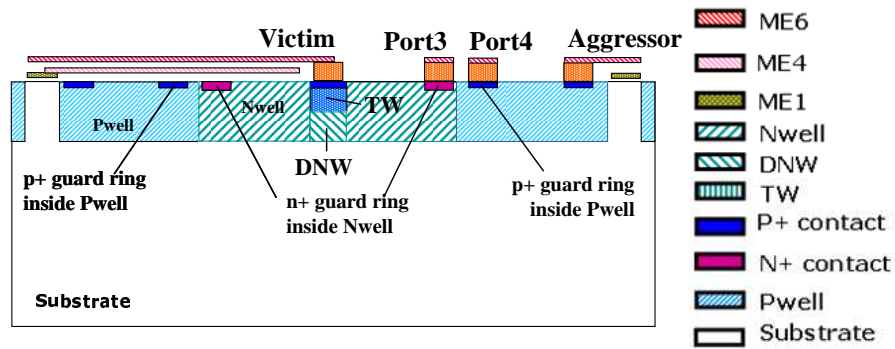 Victim
Port3
Port4
Aggressor
Nwell
TW
Pwell
DNW
p+ guard ring
inside Pwell
n+ guard ring
inside Nwell
p+ guard ring
inside Pwell
Substrate
ME6
ME4
ME1
Nwell
DNW
TW
P+ contact
N+ contact
Pwell
Substrate